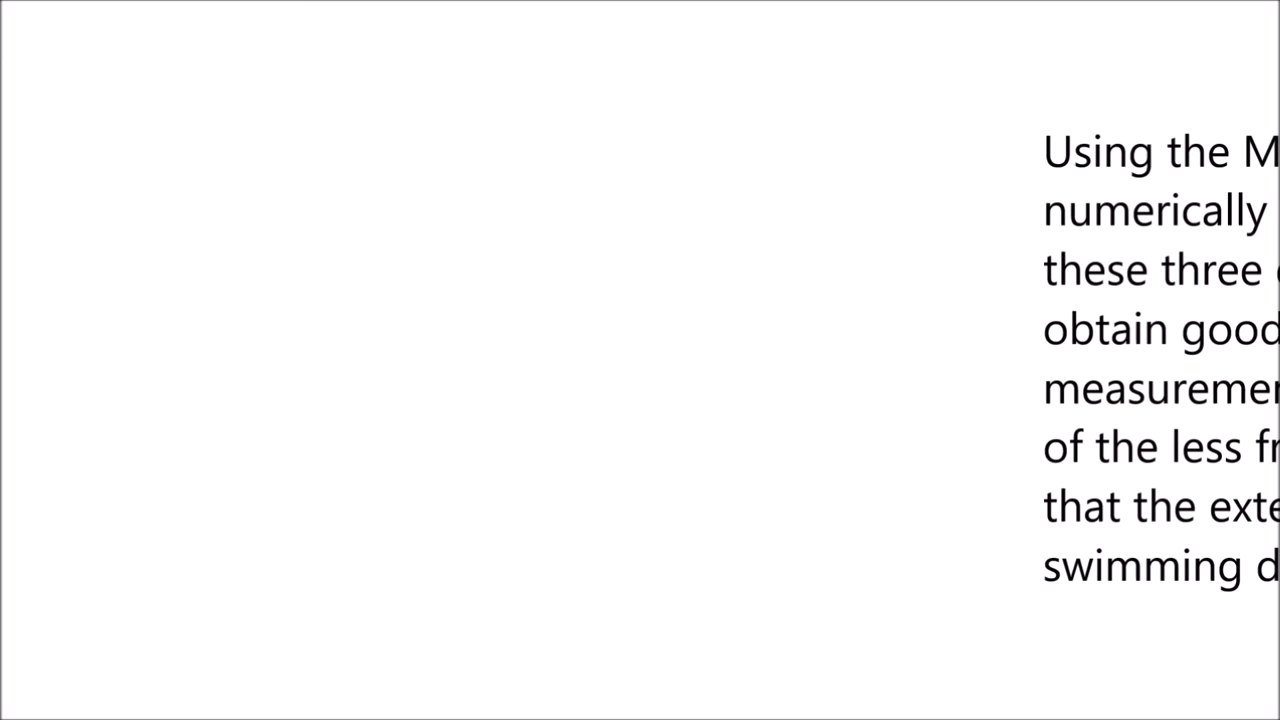 Using the M
numerically
these three
obtain good
measuremen
of the less fr
that the exte
swimming d